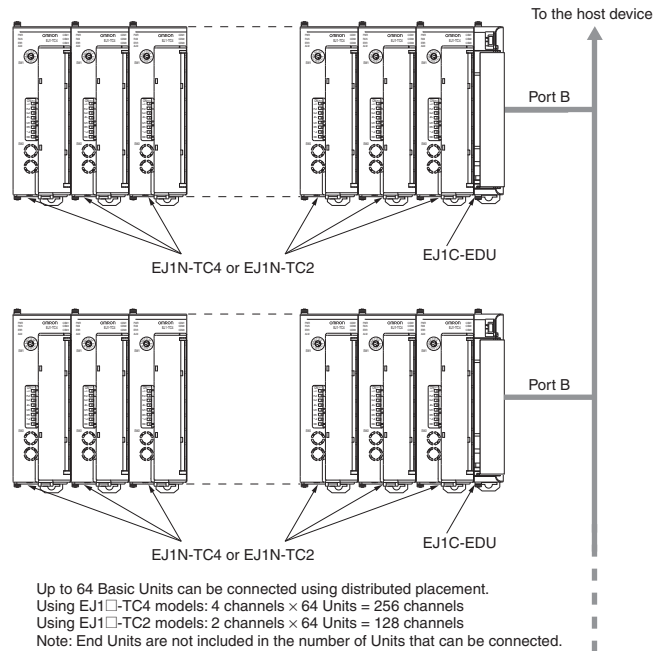 To the host device
Port B
EJ1N-TC4 or EJ1N-TC2
EJ1C-EDU
Port B
EJ1N-TC4 or EJ1N-TC2
EJ1C-EDU
Up to 64 Basic Units can be connected using distributed placement.
Using EJ1□-TC4 models: 4 channels × 64 Units = 256 channels
Using EJ1□-TC2 models: 2 channels × 64 Units = 128 channels
Note: End Units are not included in the number of Units that can be connected.